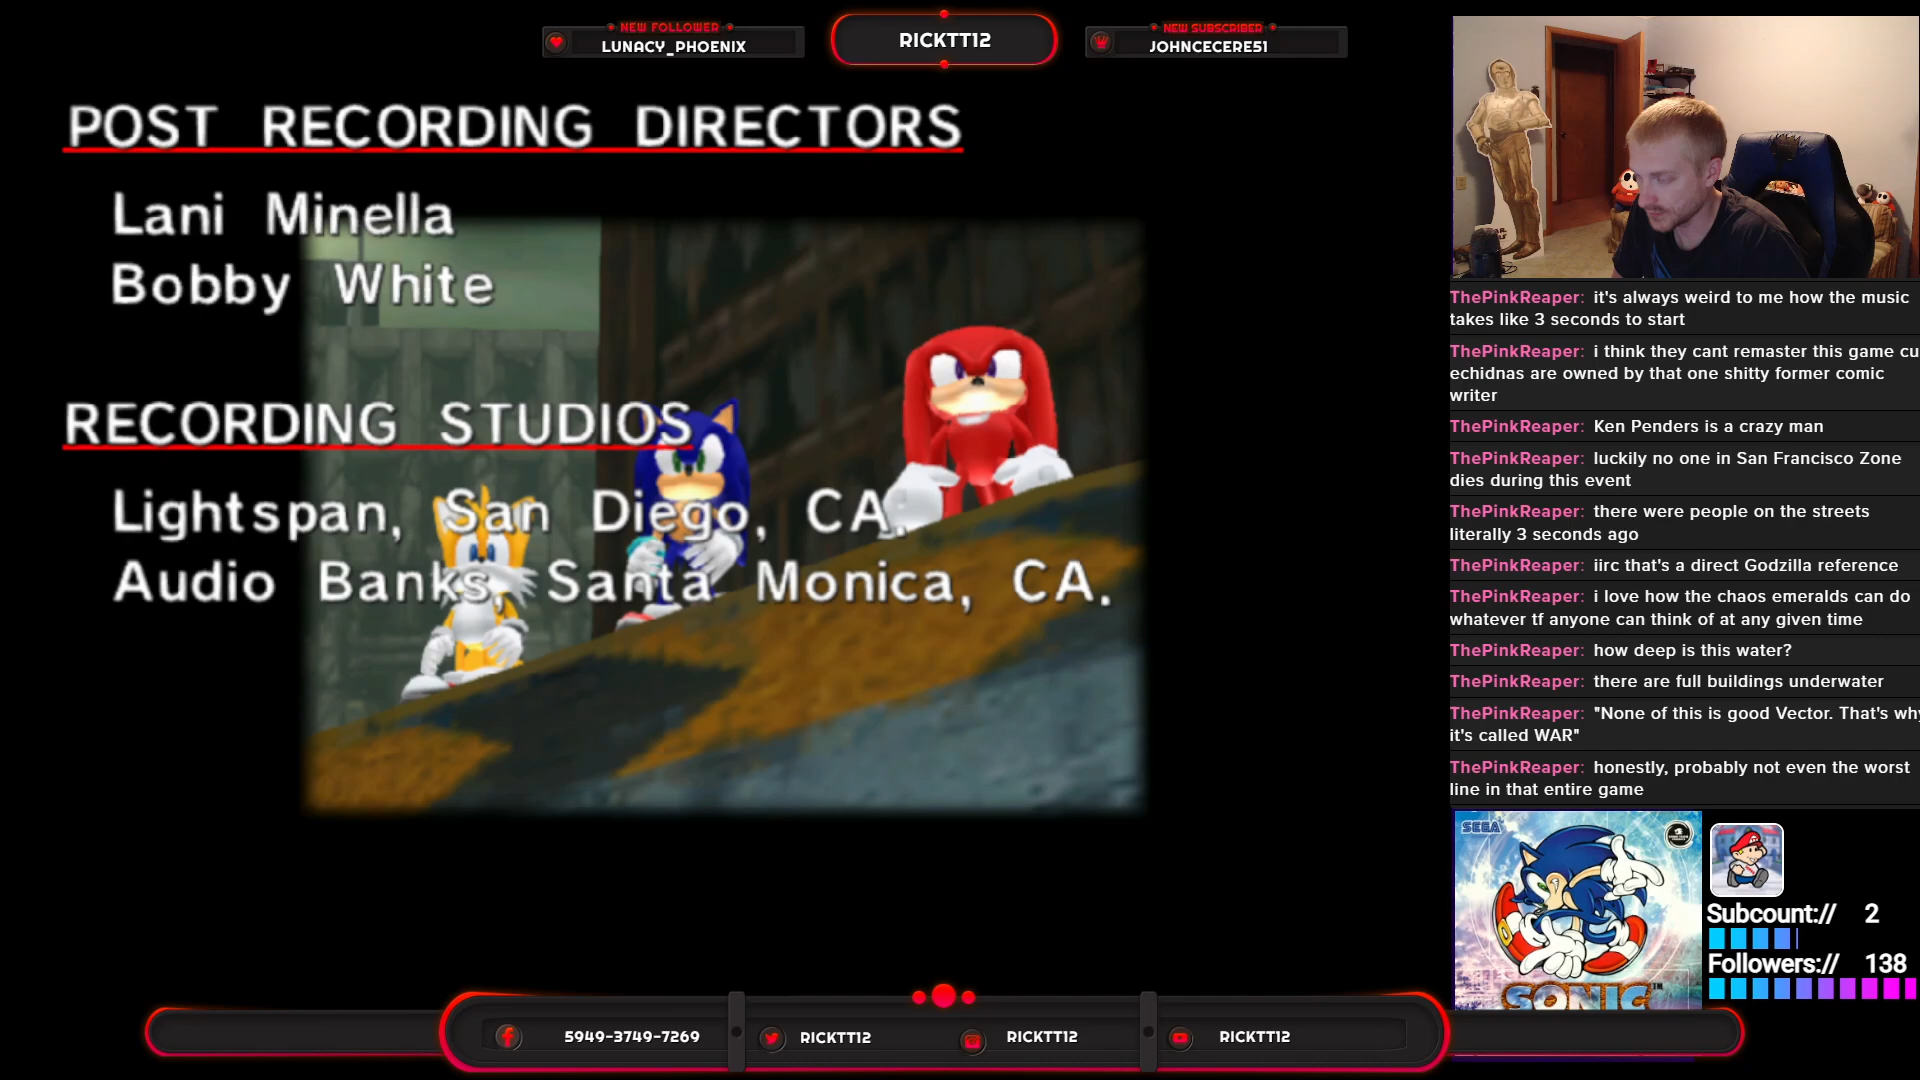 NEW FOLLOWER
LUNACY_PHOENIX
RICKTT12
NEW SUBSCRIBER
JOHNCECERE51
POST RECORDING DIRECTORS
Lani Minella
Bobby White
RECORDING STUDIOS
Lightspan, San Diego, CA.
Audio Banks, Santa Monica, CA.
ThePinkReaper: it's always weird to me how the music
takes like 3 seconds to start
ThePinkReaper: i think they cant remaster this game cu
echidnas are owned by that one shitty former comic
writer
ThePinkReaper: Ken Penders is a crazy man
ThePinkReaper: luckily no one in San Francisco Zone
dies during this event
ThePinkReaper: there were people on the streets
literally 3 seconds ago
ThePinkReaper: iirc that's a direct Godzilla reference
ThePinkReaper: i love how the chaos emeralds can do
whatever tf anyone can think of at any given time
ThePinkReaper: how deep is this water?
ThePinkReaper: there are full buildings underwater
ThePinkReaper: "None of this is good Vector. That's why
it's called WAR"
ThePinkReaper: honestly, probably not even the worst
line in that entire game
SEGA
SONIC
TM
Subcount:// 2
Followers:// 138
5949-3749-7269
RICKTT12
RICKTT12
RICKTT12